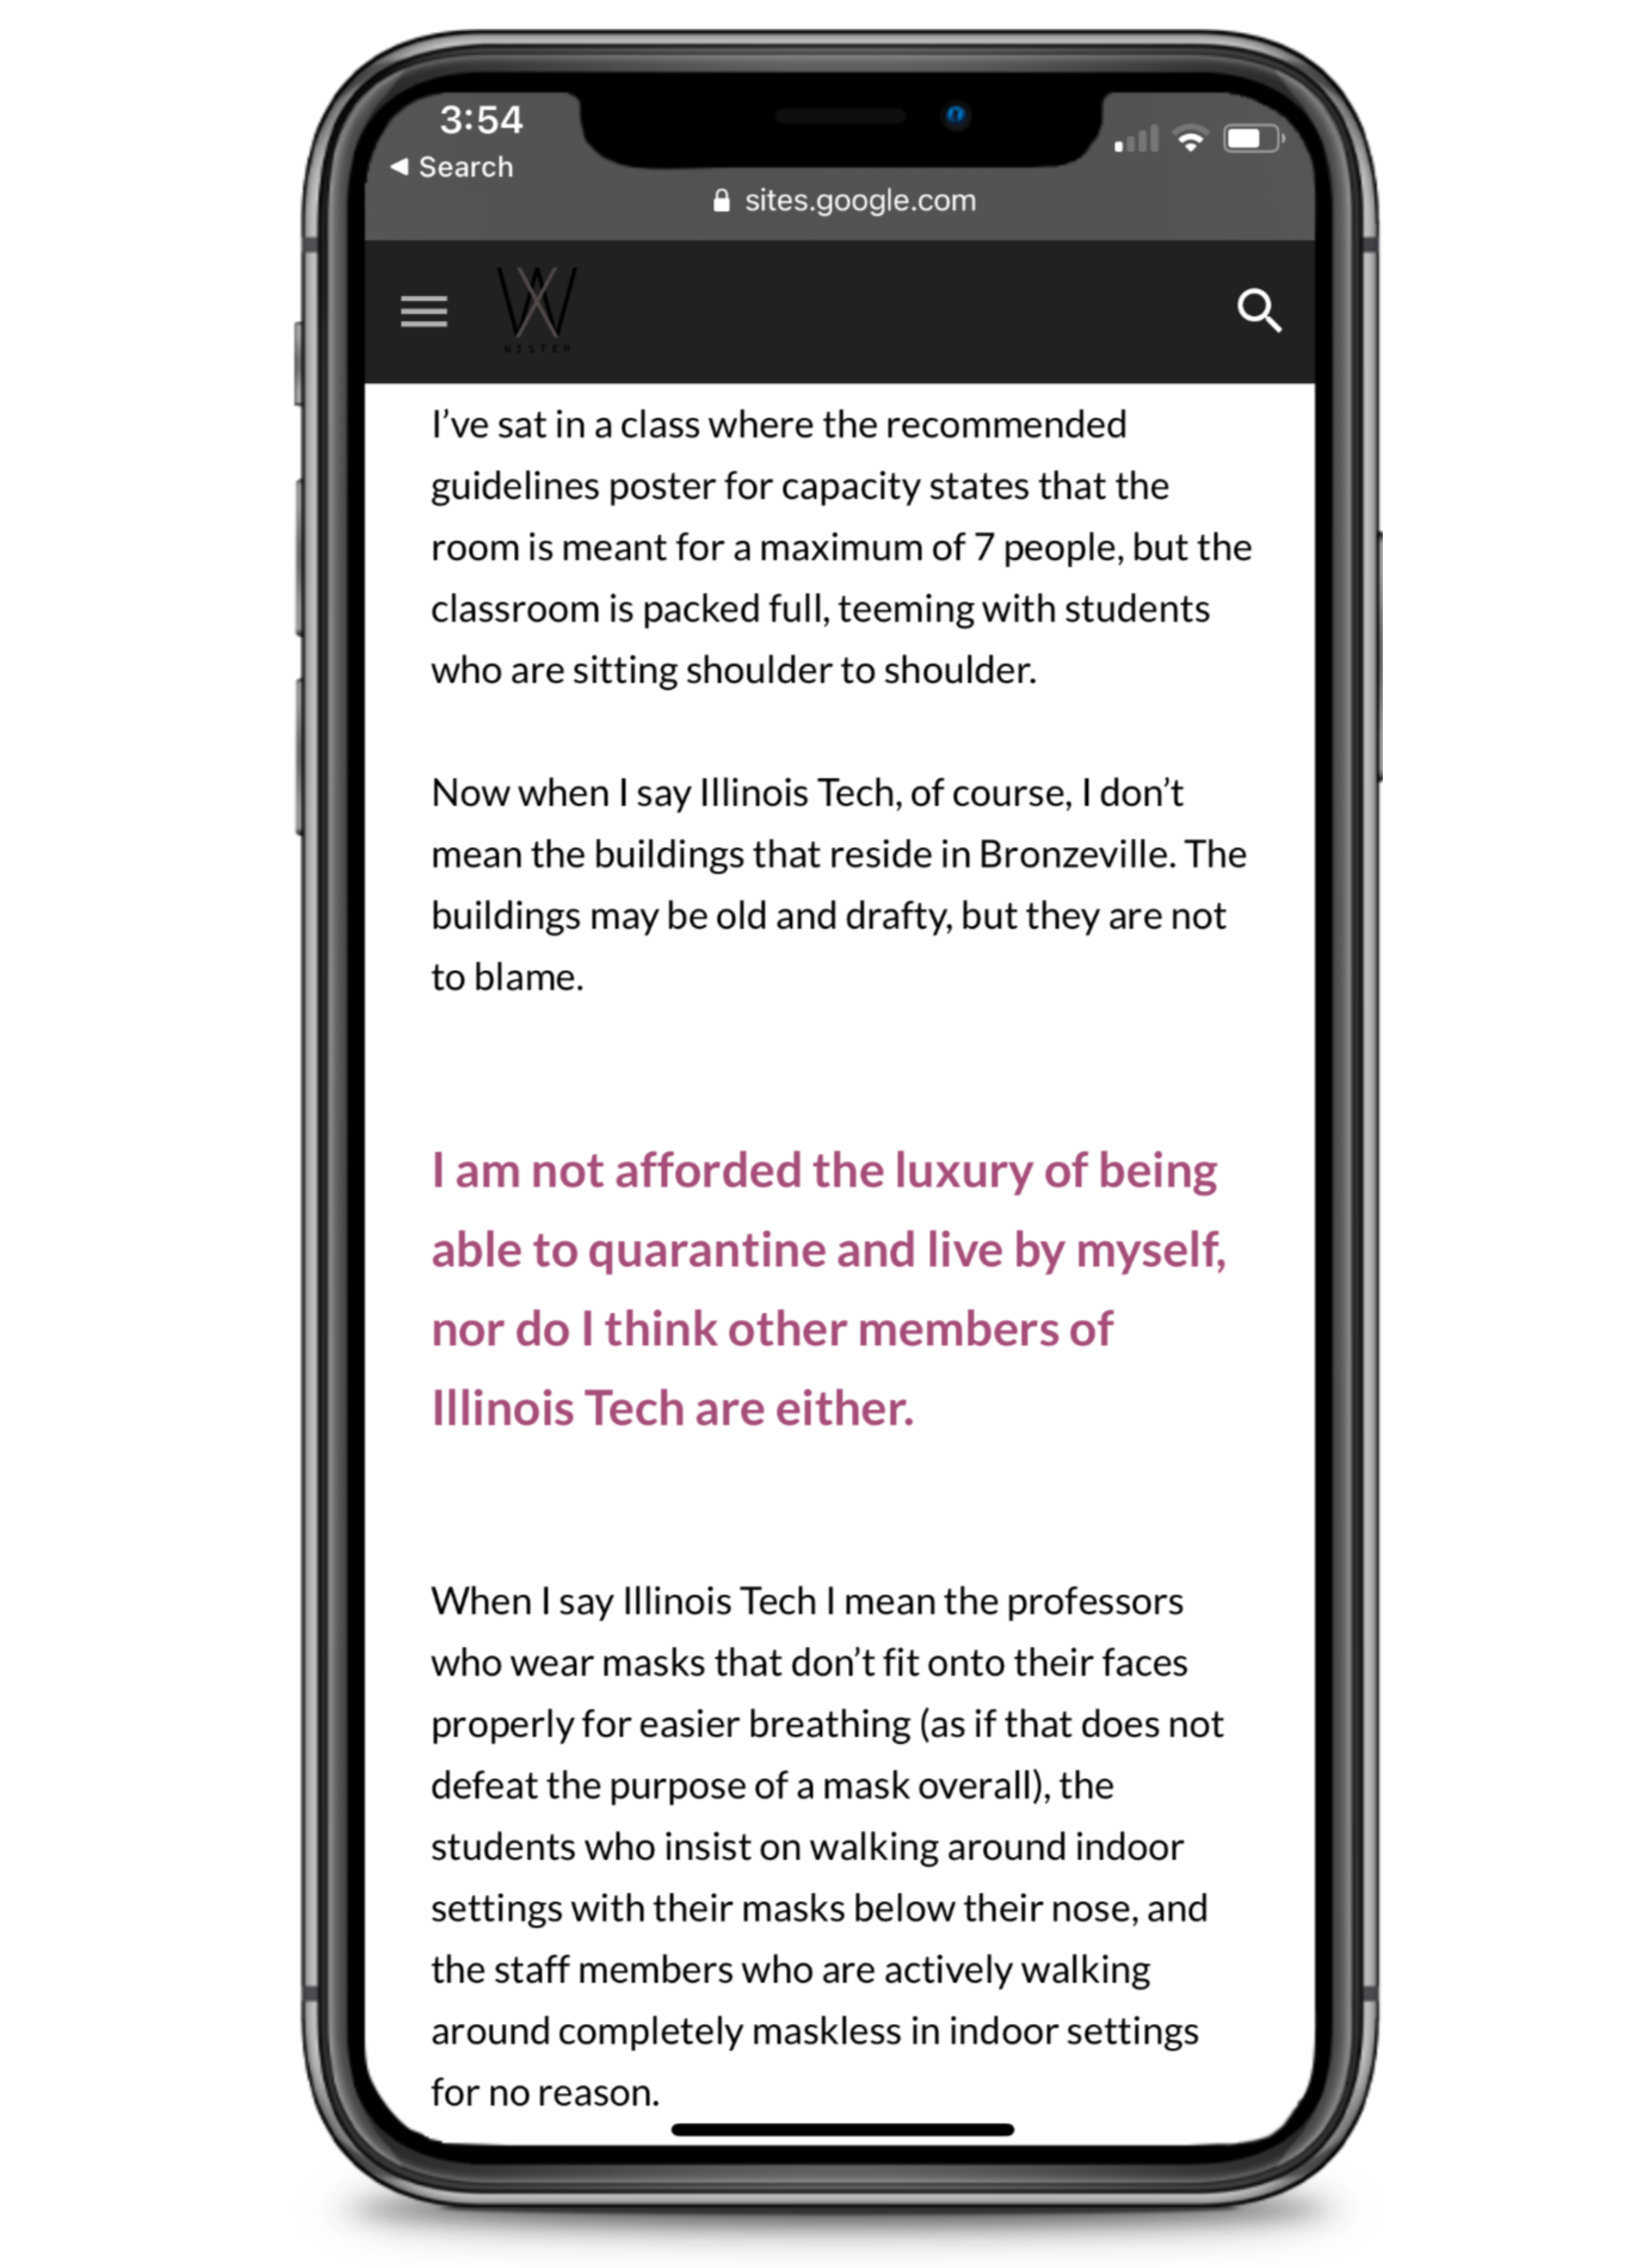 3:54
Search
sites.google.com
WISTEM
I’ve sat in a class where the recommended
guidelines poster for capacity states that the
room is meant for a maximum of 7 people, but the
classroom is packed full, teeming with students
who are sitting shoulder to shoulder.
Now when I say Illinois Tech, of course, I don’t
mean the buildings that reside in Bronzeville. The
buildings may be old and drafty, but they are not
to blame.
I am not afforded the luxury of being
able to quarantine and live by myself,
nor do I think other members of
Illinois Tech are either.
When I say Illinois Tech I mean the professors
who wear masks that don’t fit onto their faces
properly for easier breathing (as if that does not
defeat the purpose of a mask overall), the
students who insist on walking around indoor
settings with their masks below their nose, and
the staff members who are actively walking
around completely maskless in indoor settings
for no reason.